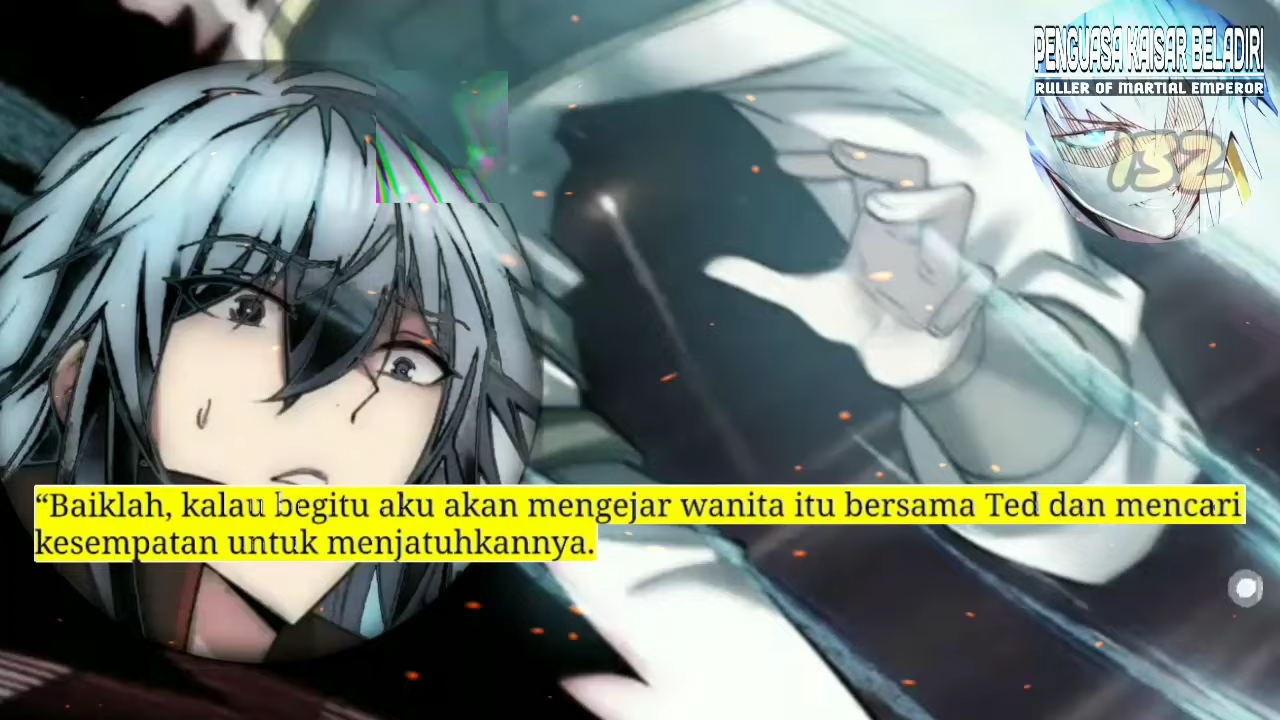 PENGUASA KAISAR BELADIRI
RULLER OF MARTIAL EMPEROR
132
“Baiklah, kalau begitu aku akan mengejar wanita itu bersama Ted dan mencari
kesempatan untuk menjatuhkannya.